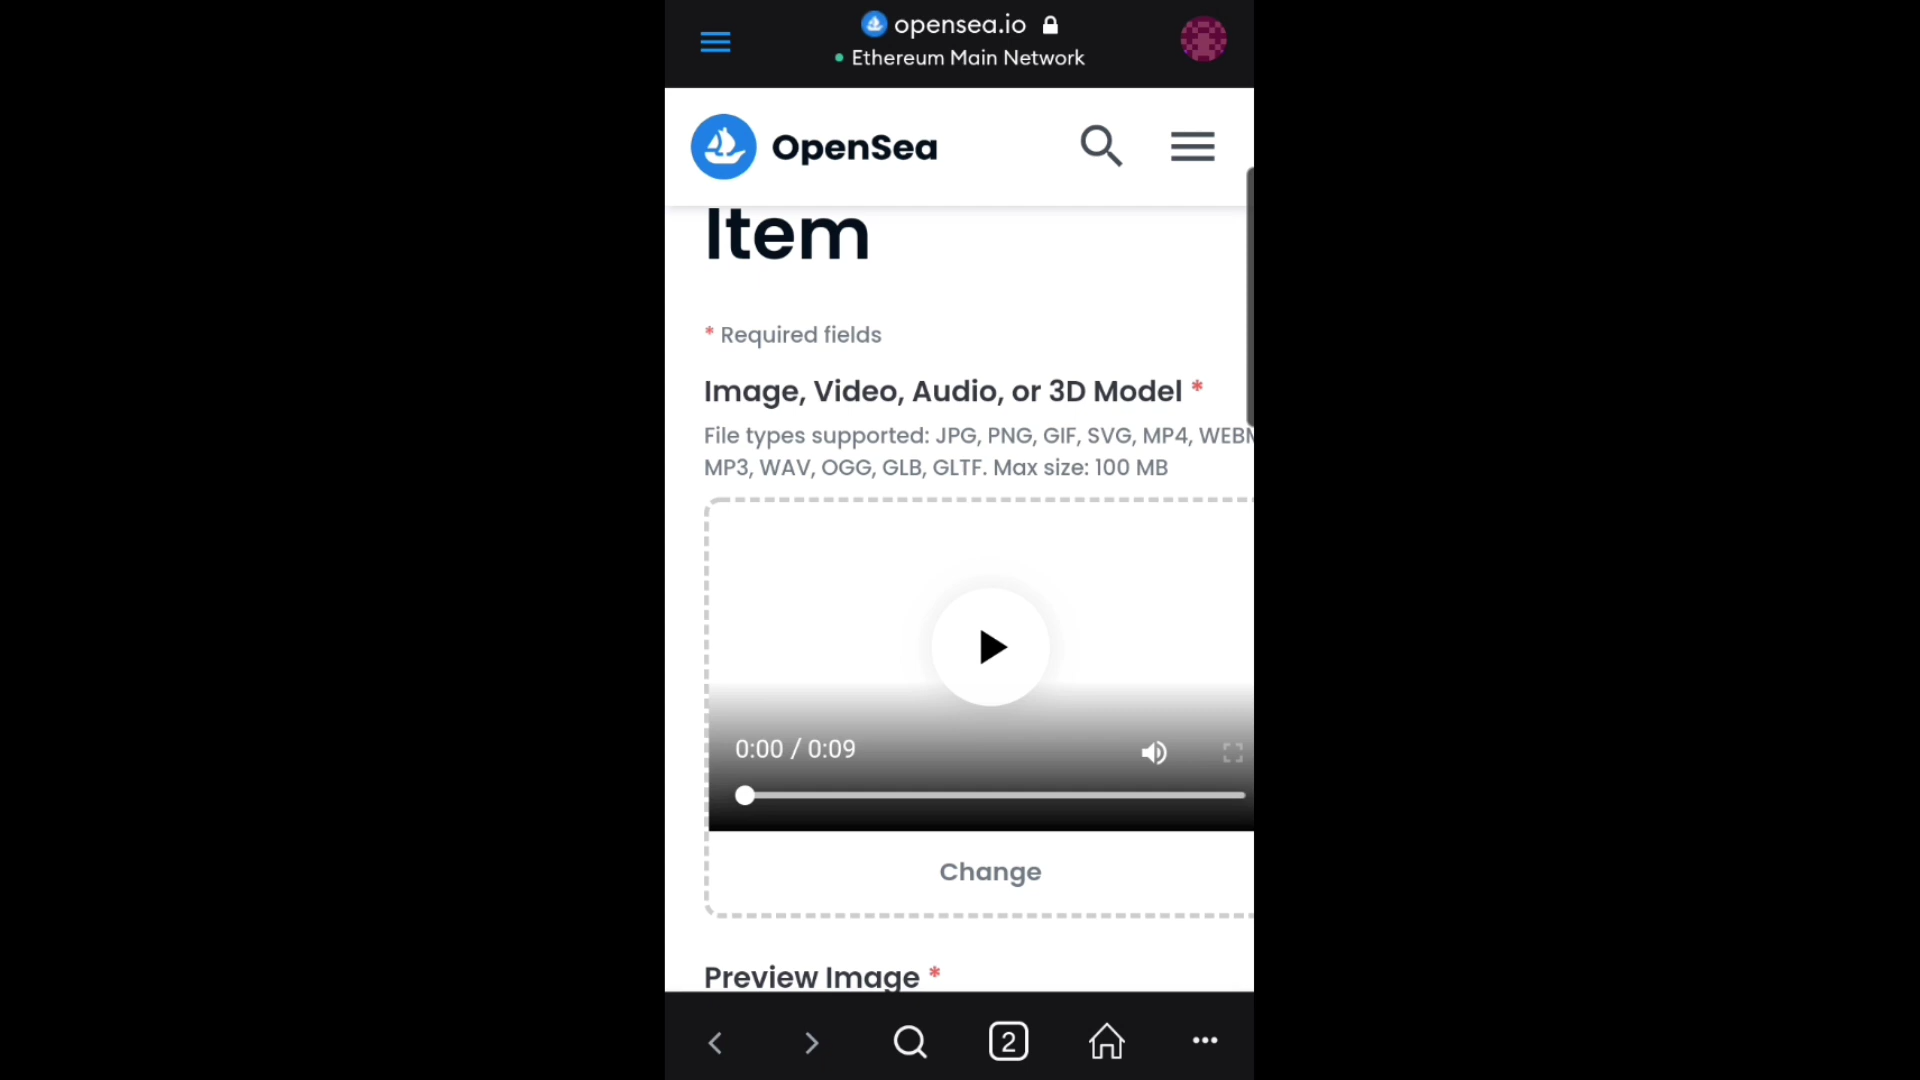 opensea.io
Ethereum Main Network
OpenSea
Item
* Required fields
Image, Video, Audio, or 3D Model *
File types supported: JPG, PNG, GIF, SVG, MP4, WEBM
MP3, WAV, OGG, GLB, GLTF. Max size: 100 MB
0:00 / 0:09
Change
Preview Image *
2